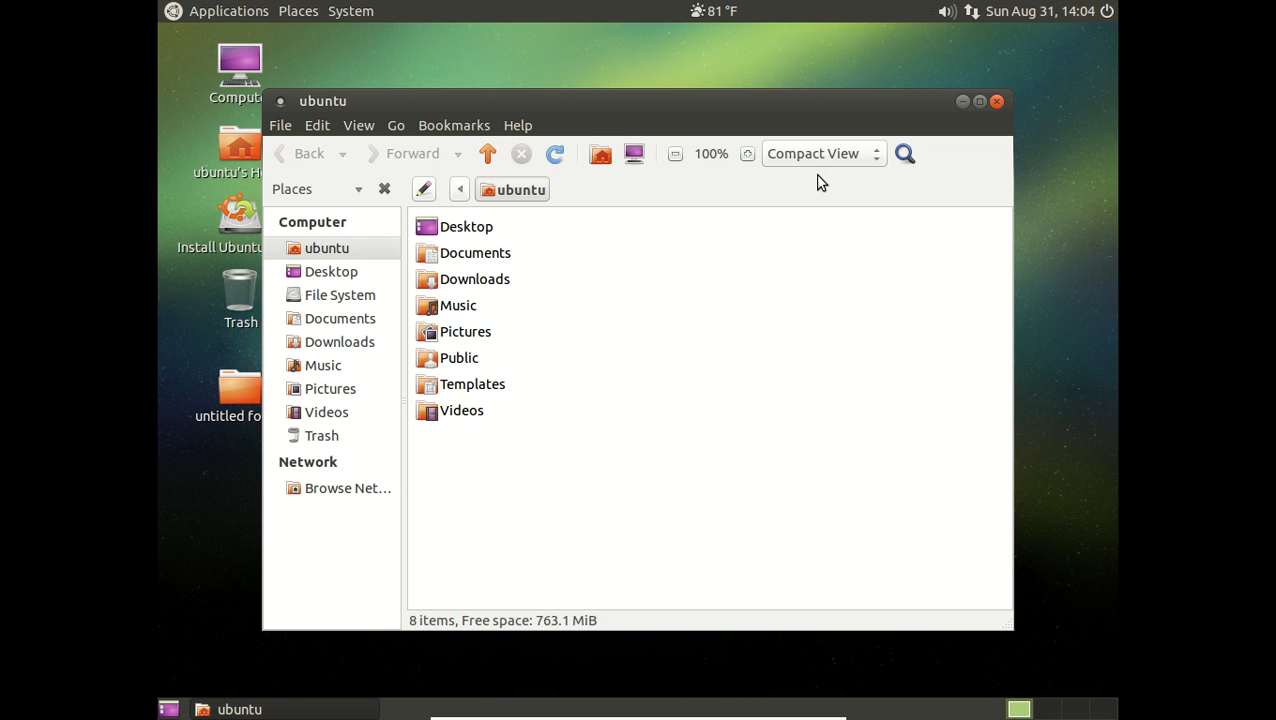 Applications Places System 81 °F Sun Aug 31, 14:04
Compute
ubuntu's H
Install Ubuntu
Trash
untitled fo
ubuntu
File Edit View Go Bookmarks Help
Back Forward 100% Compact View
Places ubuntu
Computer
ubuntu
Desktop
File System
Documents
Downloads
Music
Pictures
Videos
Trash
Network
Browse Net...
Desktop
Documents
Downloads
Music
Pictures
Public
Templates
Videos
8 items, Free space: 763.1 MiB
ubuntu